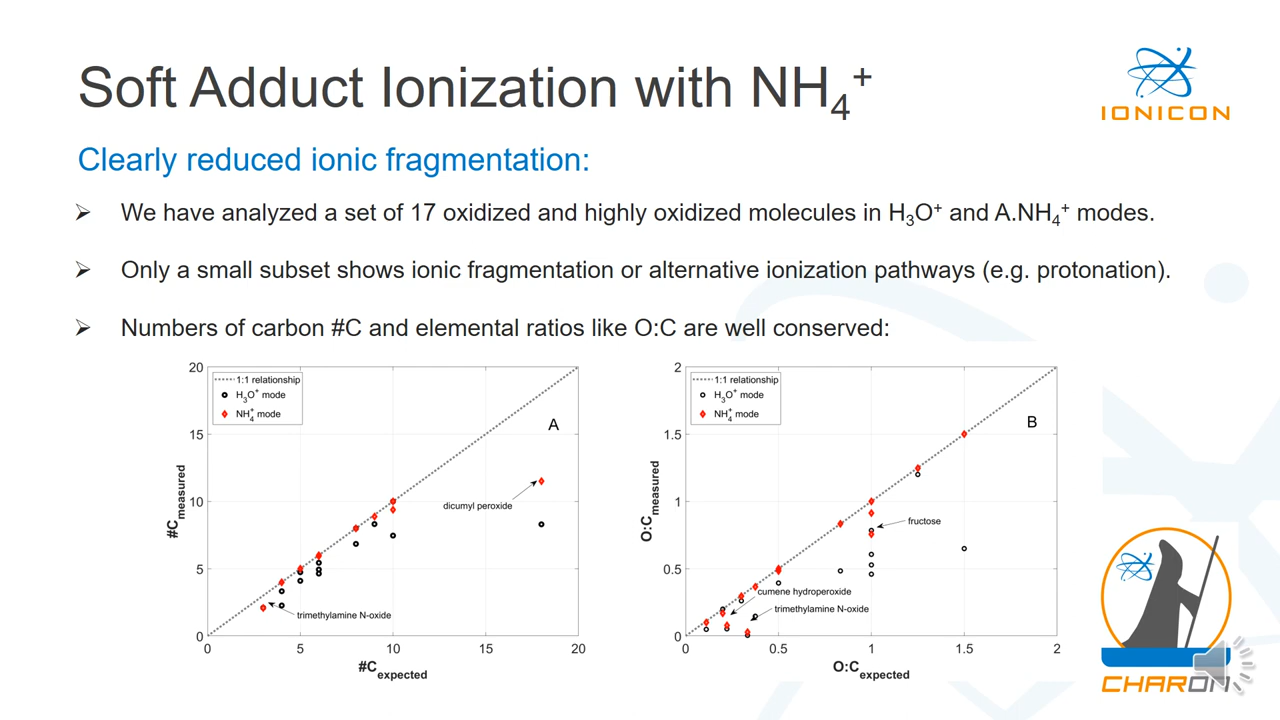 Soft Adduct Ionization with NH₄⁺
IONICON
Clearly reduced ionic fragmentation:
➢ We have analyzed a set of 17 oxidized and highly oxidized molecules in H₃O⁺ and A.NH₄⁺ modes.
➢ Only a small subset shows ionic fragmentation or alternative ionization pathways (e.g. protonation).
➢ Numbers of carbon #C and elemental ratios like O:C are well conserved:
20
15
10
5
0
#Cmeasured
1:1 relationship
H₃O⁺ mode
NH₄⁺ mode
A
dicumyl peroxide
trimethylamine N-oxide
0 5 10 15 20
#Cexpected
2
1.5
1
0.5
0
O:Cmeasured
1:1 relationship
H₃O⁺ mode
NH₄⁺ mode
B
fructose
cumene hydroperoxide
trimethylamine N-oxide
0 0.5 1 1.5 2
O:Cexpected
CHARON